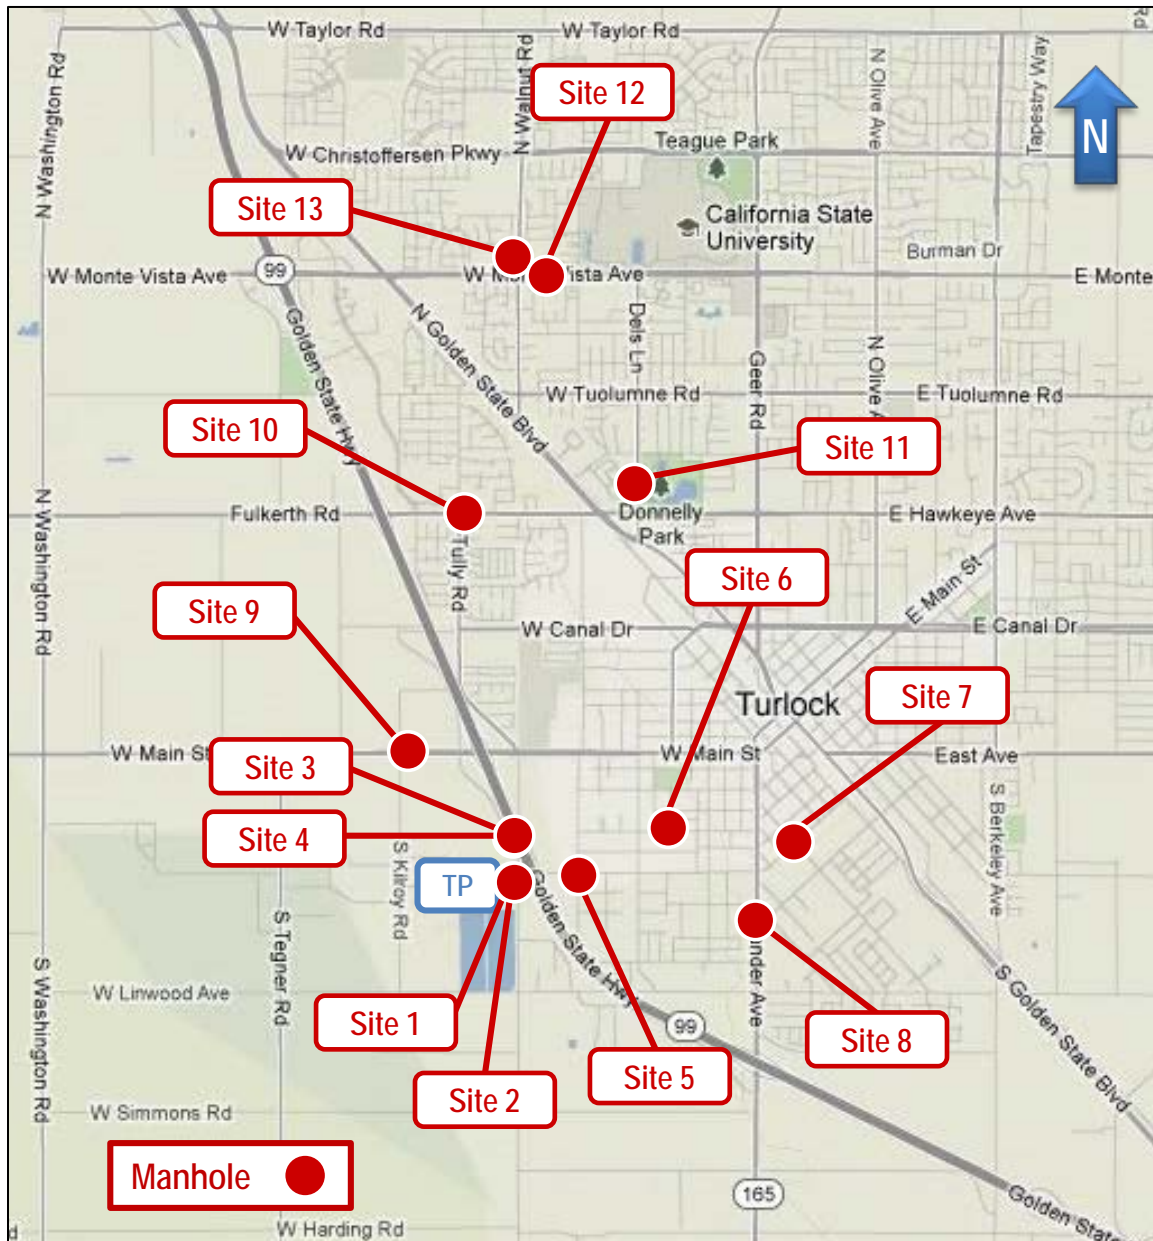 W Taylor Rd
W Taylor Rd
Rd
N Washington Rd
N Walnut Rd
Site 12
N Olive Ave
Tapestry Way
N
W Christoffersen Pkwy
Teague Park
Site 13
California State
University
Burman Dr
W Monte Vista Ave
99
W Mo
ista Ave
E Monte
Golden State Hwy
N Golden State Blvd
Dels Ln
Geer Rd
N Olive A
W Tuolumne Rd
E Tuolumne Rd
Site 10
Site 11
N Washington Rd
Fulkerth Rd
Donnelly
Park
E Hawkeye Ave
Tully Rd
Site 6
E Main St
Site 9
W Canal Dr
E Canal Dr
Turlock
Site 7
W Main St
W Main St
East Ave
Site 3
S Berkeley Ave
Site 4
S Kilroy Rd
TP
Golden State Hwy
S Tegner Rd
S Washington Rd
W Linwood Ave
nder Ave
S Golden State Blvd
Site 1
99
Site 8
Site 5
Site 2
W Simmons Rd
Manhole
165
Golden State
W Harding Rd
d